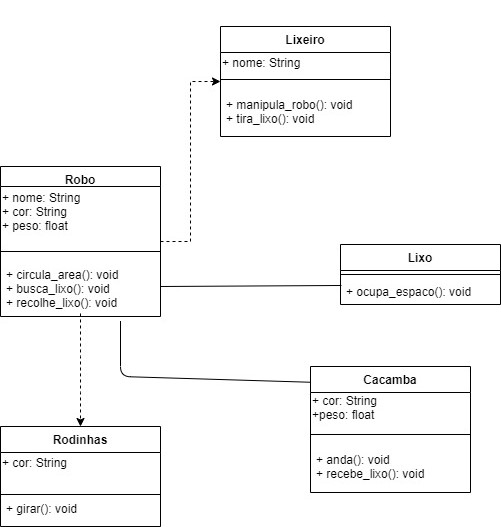 Lixeiro
+ nome: String
+ manipula_robo(): void
+ tira_lixo(): void
Robo
+ nome: String
+ cor: String
+ peso: float
+ circula_area(): void
+ busca_lixo(): void
+ recolhe_lixo(): void
Lixo
+ ocupa_espaco(): void
Cacamba
+ cor: String
+peso: float
+ anda(): void
+ recebe_lixo(): void
Rodinhas
+ cor: String
+ girar(): void